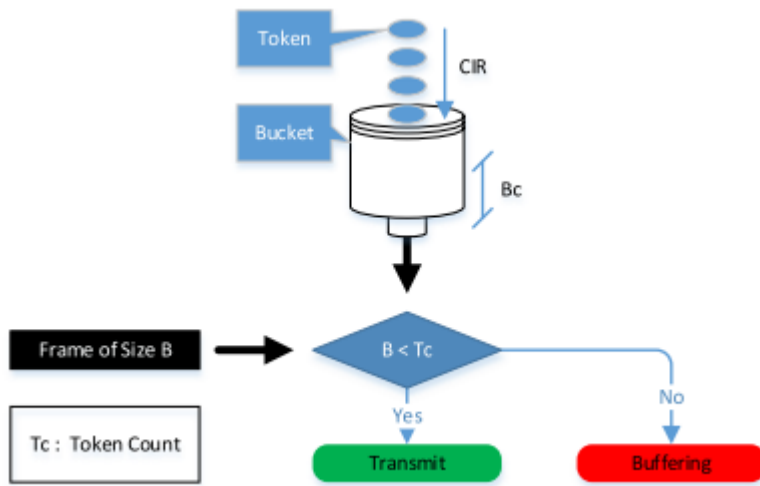 Token
CIR
Bucket
Bc
Frame of Size B
B < Tc
Yes
No
Tc : Token Count
Transmit
Buffering